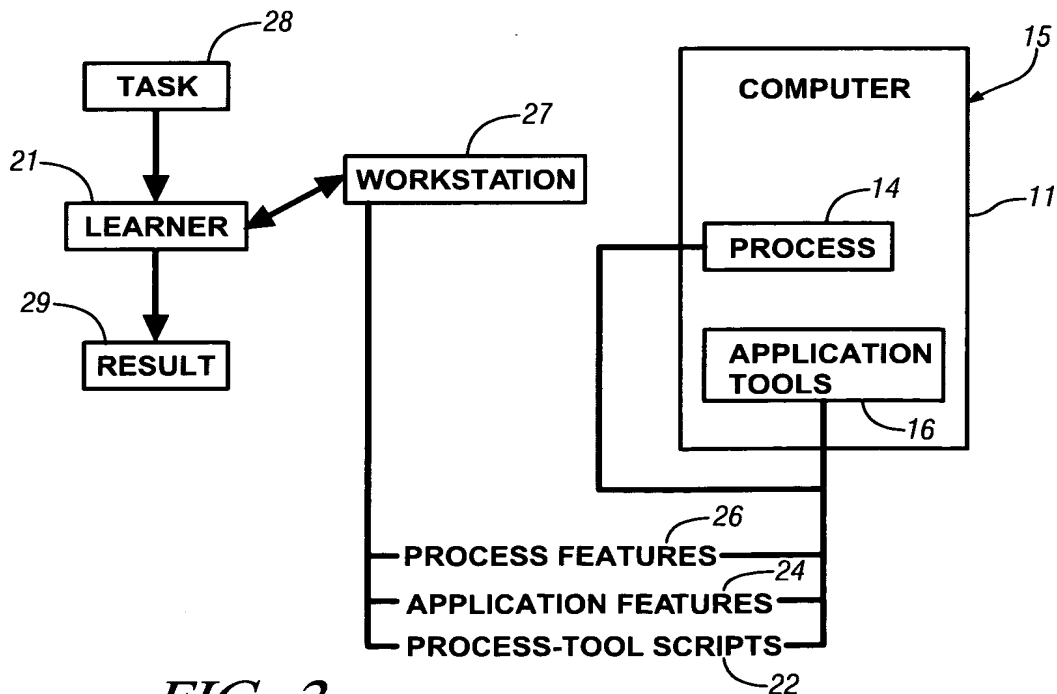 28
TASK
15
COMPUTER
27
21
WORKSTATION
14
11
LEARNER
PROCESS
29
RESULT
APPLICATION
TOOLS
16
26
PROCESS FEATURES
24
APPLICATION FEATURES
PROCESS-TOOL SCRIPTS
22
FIG.